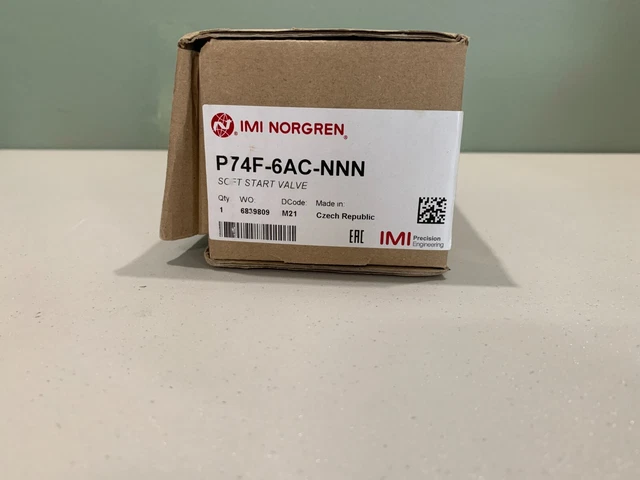 IMI NORGREN®
P74F-6AC-NNN
SOFT START VALVE
Qty WO DCode: Made in:
1 6839809 M21 Czech Republic
EAC IMI Precision
Engineering